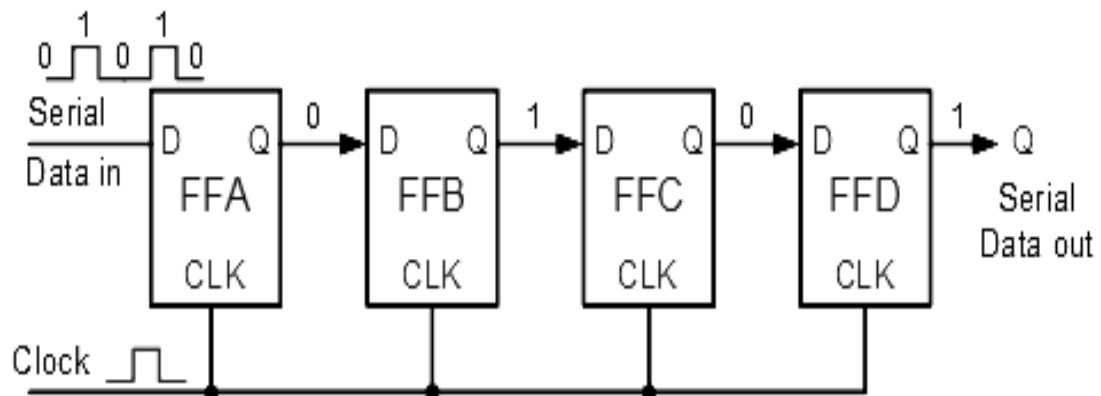 0 1 0 1 0
Serial
Data in
D Q
FFA
CLK
0
D Q
FFB
CLK
1
D Q
FFC
CLK
0
D Q
FFD
CLK
1
Q
Serial
Data out
Clock